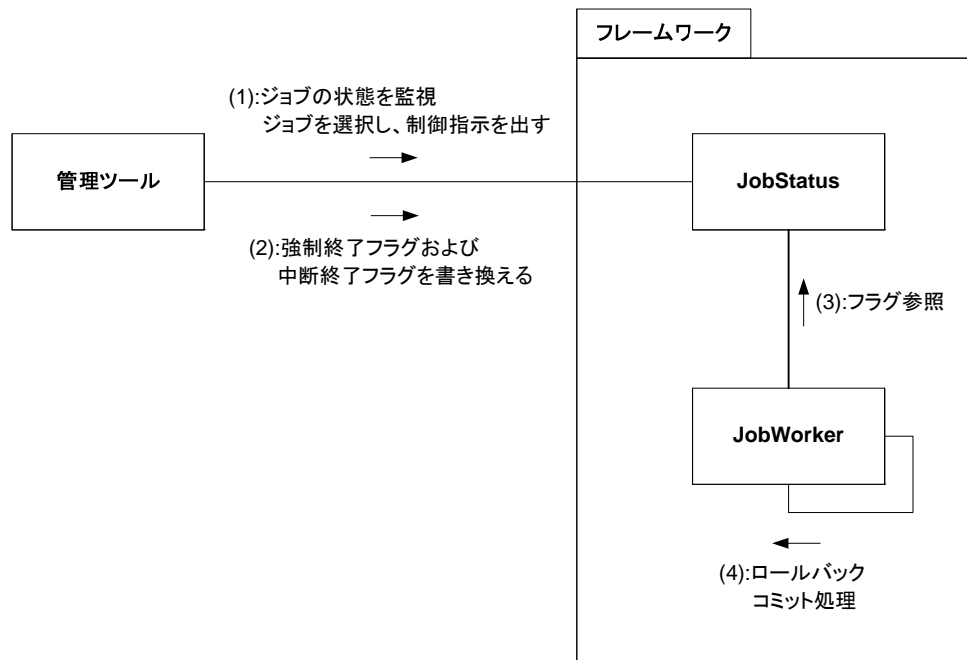 フレームワーク
(1):ジョブの状態を監視
ジョブを選択し、制御指示を出す
管理ツール
JobStatus
(2):強制終了フラグおよび
中断終了フラグを書き換える
(3):フラグ参照
JobWorker
(4):ロールバック
コミット処理